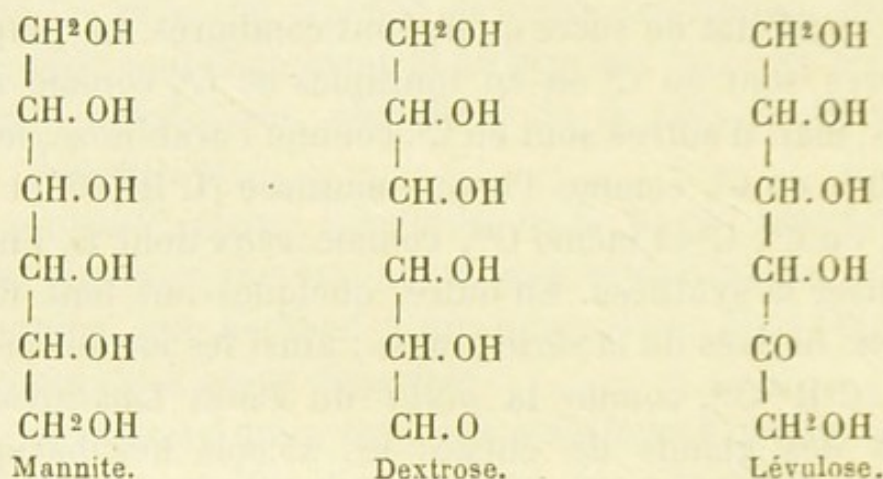 CH²OH CH²OH CH²OH
CH.OH CH.OH CH.OH
CH.OH CH.OH CH.OH
CH.OH CH.OH CH.OH
CH.OH CH.OH CO
CH²OH CH.O CH²OH
Mannite. Dextrose. Lévulose.